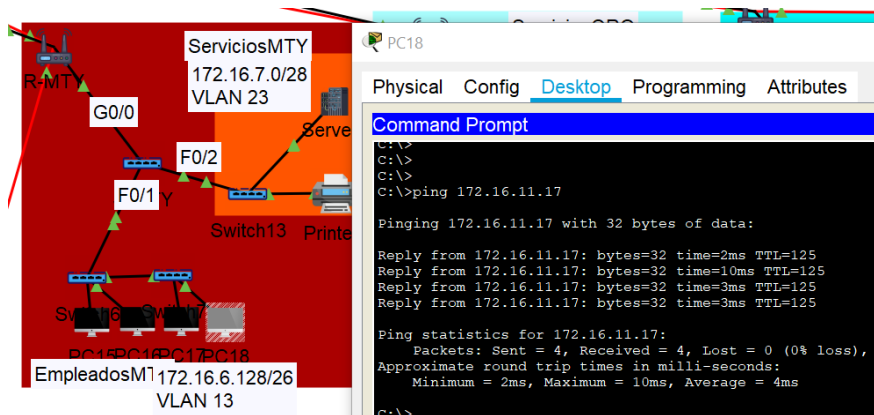 ServiciosMTY
172.16.7.0/28
VLAN 23
R-MTY
G0/0
F0/2
F0/1
Switch13
EmpleadosMT
172.16.6.128/26
VLAN 13
PC15
PC16
PC17
PC18
PC18
Physical Config Desktop Programming Attributes
Command Prompt
C:\>
C:\>
C:\>
C:\>ping 172.16.11.17
Pinging 172.16.11.17 with 32 bytes of data:
Reply from 172.16.11.17: bytes=32 time=2ms TTL=125
Reply from 172.16.11.17: bytes=32 time=10ms TTL=125
Reply from 172.16.11.17: bytes=32 time=3ms TTL=125
Reply from 172.16.11.17: bytes=32 time=3ms TTL=125
Ping statistics for 172.16.11.17:
Packets: Sent = 4, Received = 4, Lost = 0 (0% loss),
Approximate round trip times in milli-seconds:
Minimum = 2ms, Maximum = 10ms, Average = 4ms
C:\>